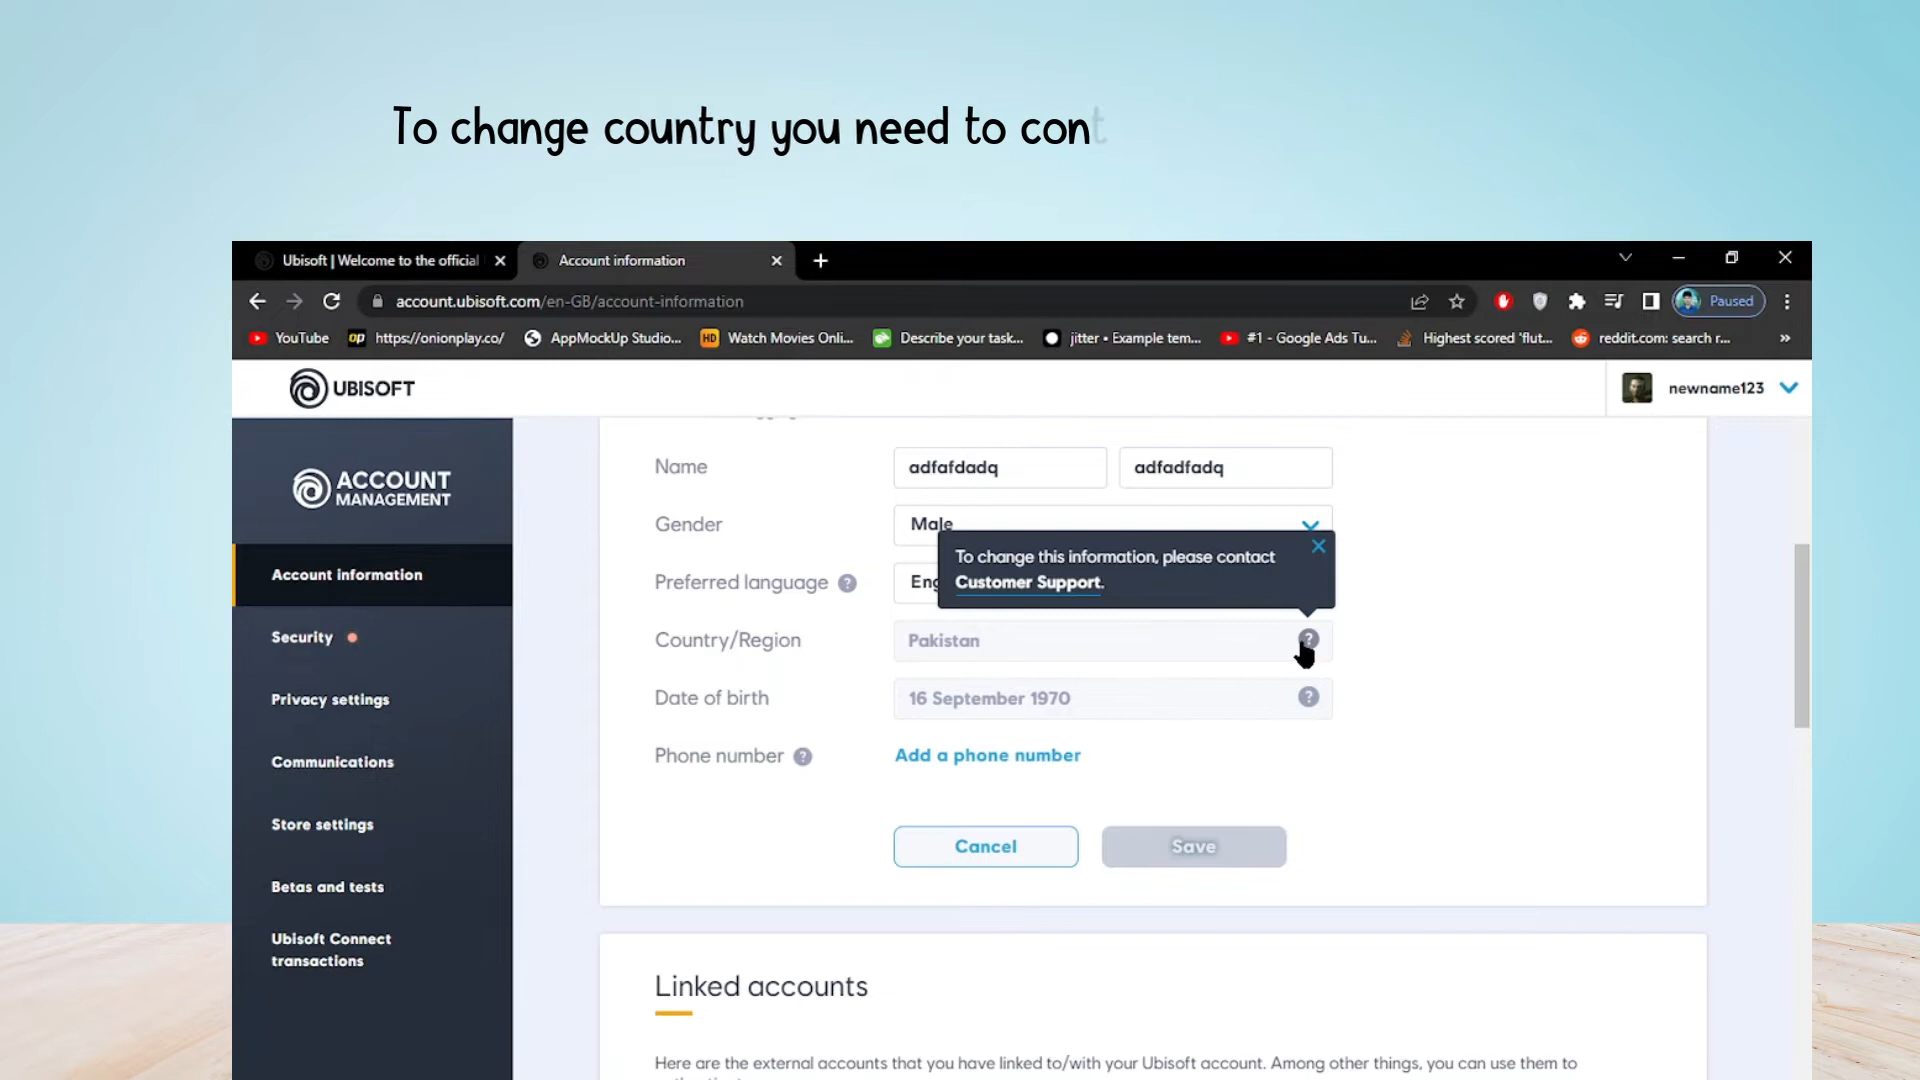 To change country you need to cont
Ubisoft | Welcome to the official
Account information
account.ubisoft.com/en-GB/account-information
Paused
YouTube
op https://onionplay.co/
AppMockUp Studio...
HD Watch Movies Onli...
Describe your task...
jitter • Example tem...
#1 - Google Ads Tu...
Highest scored 'flut...
reddit.com: search r...
»
UBISOFT
newname123
ACCOUNT
MANAGEMENT
Account information
Security
Privacy settings
Communications
Store settings
Betas and tests
Ubisoft Connect
transactions
Name
adfafdadq
adfadfadq
Gender
Male
To change this information, please contact
Customer Support.
Preferred language ?
Eng
Country/Region
Pakistan
?
Date of birth
16 September 1970
?
Phone number ?
Add a phone number
Cancel
Save
Linked accounts
Here are the external accounts that you have linked to/with your Ubisoft account. Among other things, you can use them to